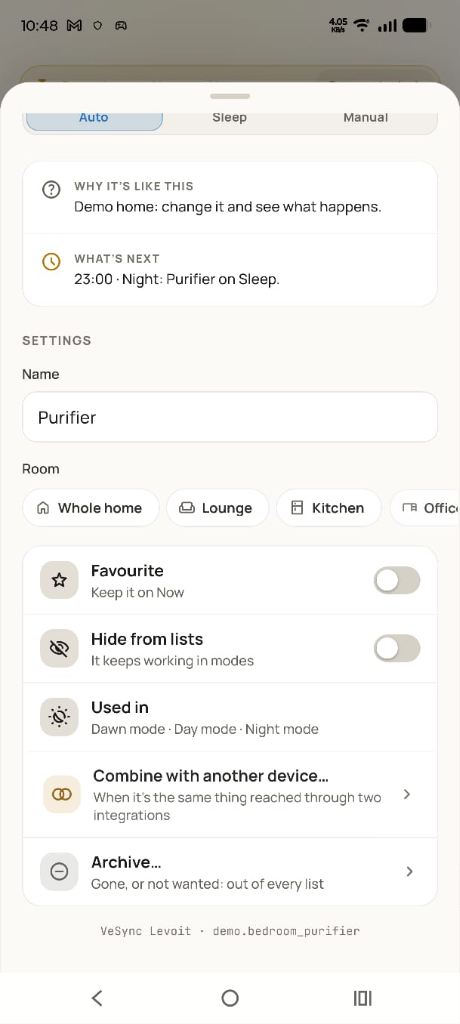 10:48
4.05
KB/s
Auto
Sleep
Manual
WHY IT'S LIKE THIS
Demo home: change it and see what happens.
WHAT'S NEXT
23:00 · Night: Purifier on Sleep.
SETTINGS
Name
Purifier
Room
Whole home
Lounge
Kitchen
Favourite
Keep it on Now
Hide from lists
It keeps working in modes
Used in
Dawn mode · Day mode · Night mode
Combine with another device…
When it's the same thing reached through two
integrations
Archive…
Gone, or not wanted: out of every list
VeSync Levoit · demo.bedroom_purifier